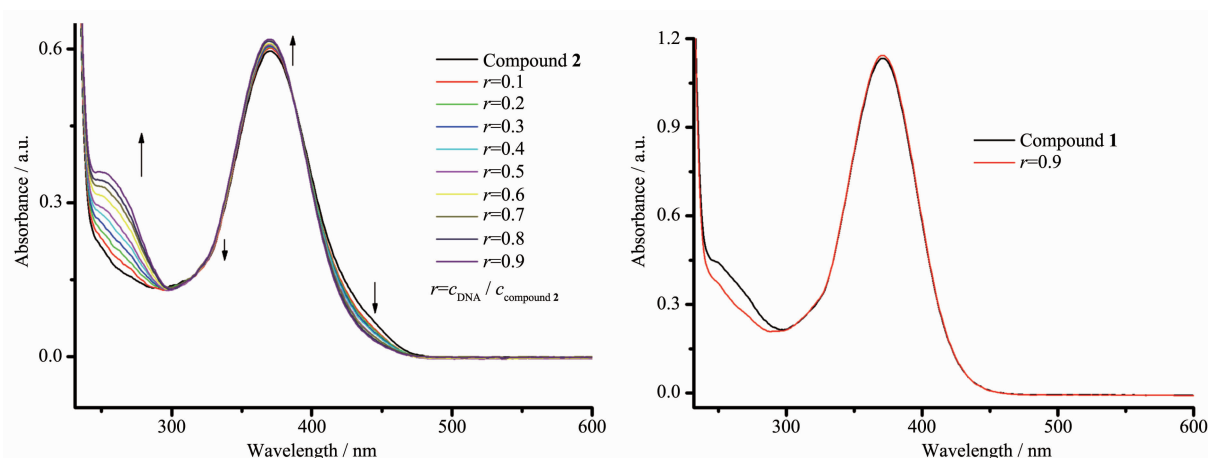 0.6
0.3
0.0
Absorbance / a.u.
300
400
500
600
Wavelength / nm
Compound 2
r=0.1
r=0.2
r=0.3
r=0.4
r=0.5
r=0.6
r=0.7
r=0.8
r=0.9
r=cDNA / ccompound 2
1.2
0.9
0.6
0.3
0.0
Absorbance / a.u.
300
400
500
600
Wavelength / nm
Compound 1
r=0.9